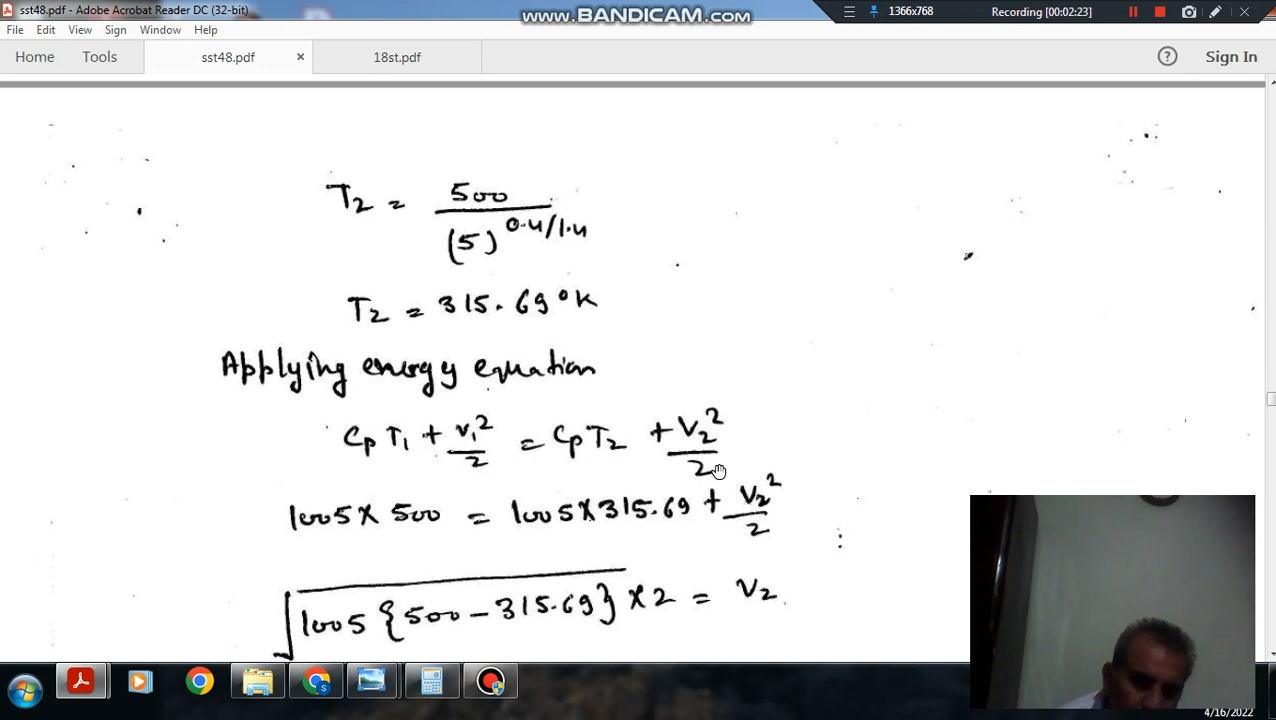 sst48.pdf - Adobe Acrobat Reader DC (32-bit)
www.BANDICAM.com
1366x768
Recording [00:02:23]
File Edit View Sign Window Help
Home Tools sst48.pdf × 18st.pdf ? Sign In
T2 = 500 / (5)^0.4/1.4
T2 = 315.69°K
Applying energy equation
CpT1 + v1²/2 = CpT2 + V2²/2
1005 × 500 = 1005×315.69 + V2²/2
√1005 {500 - 315.69} × 2 = V2
4/16/2022